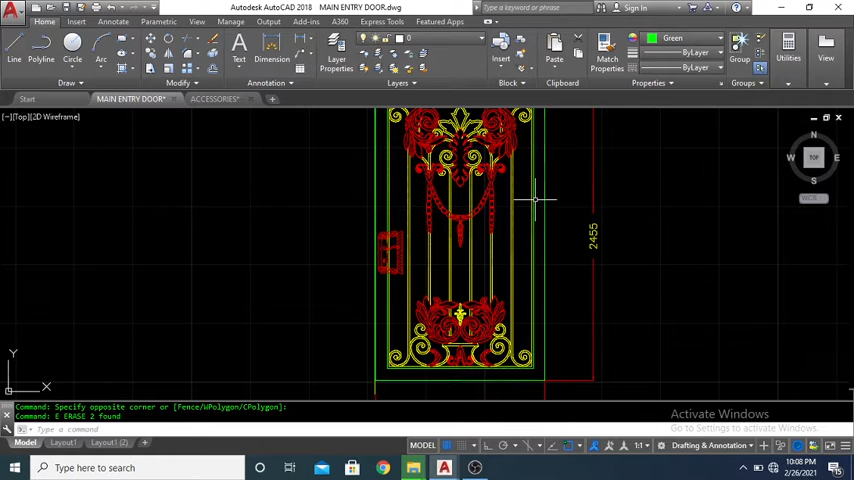 Autodesk AutoCAD 2018 MAIN ENTRY DOOR.dwg
Type a keyword or phrase
Sign In
Home Insert Annotate Parametric View Manage Output Add-ins A360 Express Tools Featured Apps
Line Polyline Circle Arc Text Dimension Layer Properties 0 Insert Paste Match Properties Green ByLayer ByLayer Group Utilities View
Draw Modify Annotation Layers Block Clipboard Properties Groups
Start MAIN ENTRY DOOR* ACCESSORIES*
[−][Top][2D Wireframe]
N
W TOP E
S
WCS
2455
Y
X
Command: Specify opposite corner or [Fence/WPolygon/CPolygon]:
Command: E ERASE 2 found
Type a command
Activate Windows
Go to Settings to activate Windows.
Model Layout1 Layout1 (2) +
MODEL 1:1 Drafting & Annotation
Type here to search
10:08 PM
2/26/2021
15